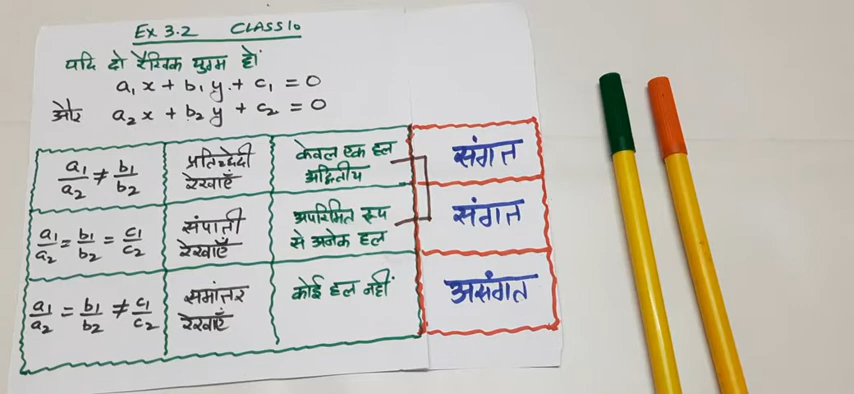 Ex 3.2 CLASS 10
यदि दो रैखिक युग्म हों
a₁x + b₁y + c₁ = 0
और a₂x + b₂y + c₂ = 0
a₁/a₂ ≠ b₁/b₂
प्रतिच्छेदी
रेखाएँ
केवल एक हल
अद्वितीय
संगत
a₁/a₂ = b₁/b₂ = c₁/c₂
संपाती
रेखाएँ
अपरिमित रूप
से अनेक हल
संगत
a₁/a₂ = b₁/b₂ ≠ c₁/c₂
समांतर
रेखाएँ
कोई हल नहीं
असंगत